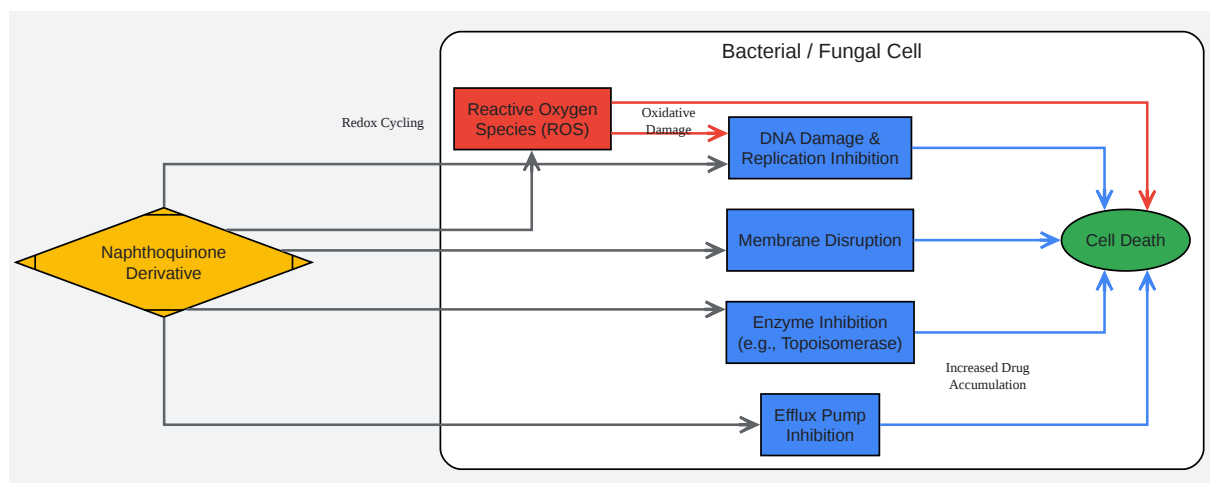 Bacterial / Fungal Cell
Reactive Oxygen
Species (ROS)
Oxidative
Damage
Redox Cycling
DNA Damage &
Replication Inhibition
Naphthoquinone
Derivative
Membrane Disruption
Cell Death
Enzyme Inhibition
(e.g., Topoisomerase)
Increased Drug
Accumulation
Efflux Pump
Inhibition